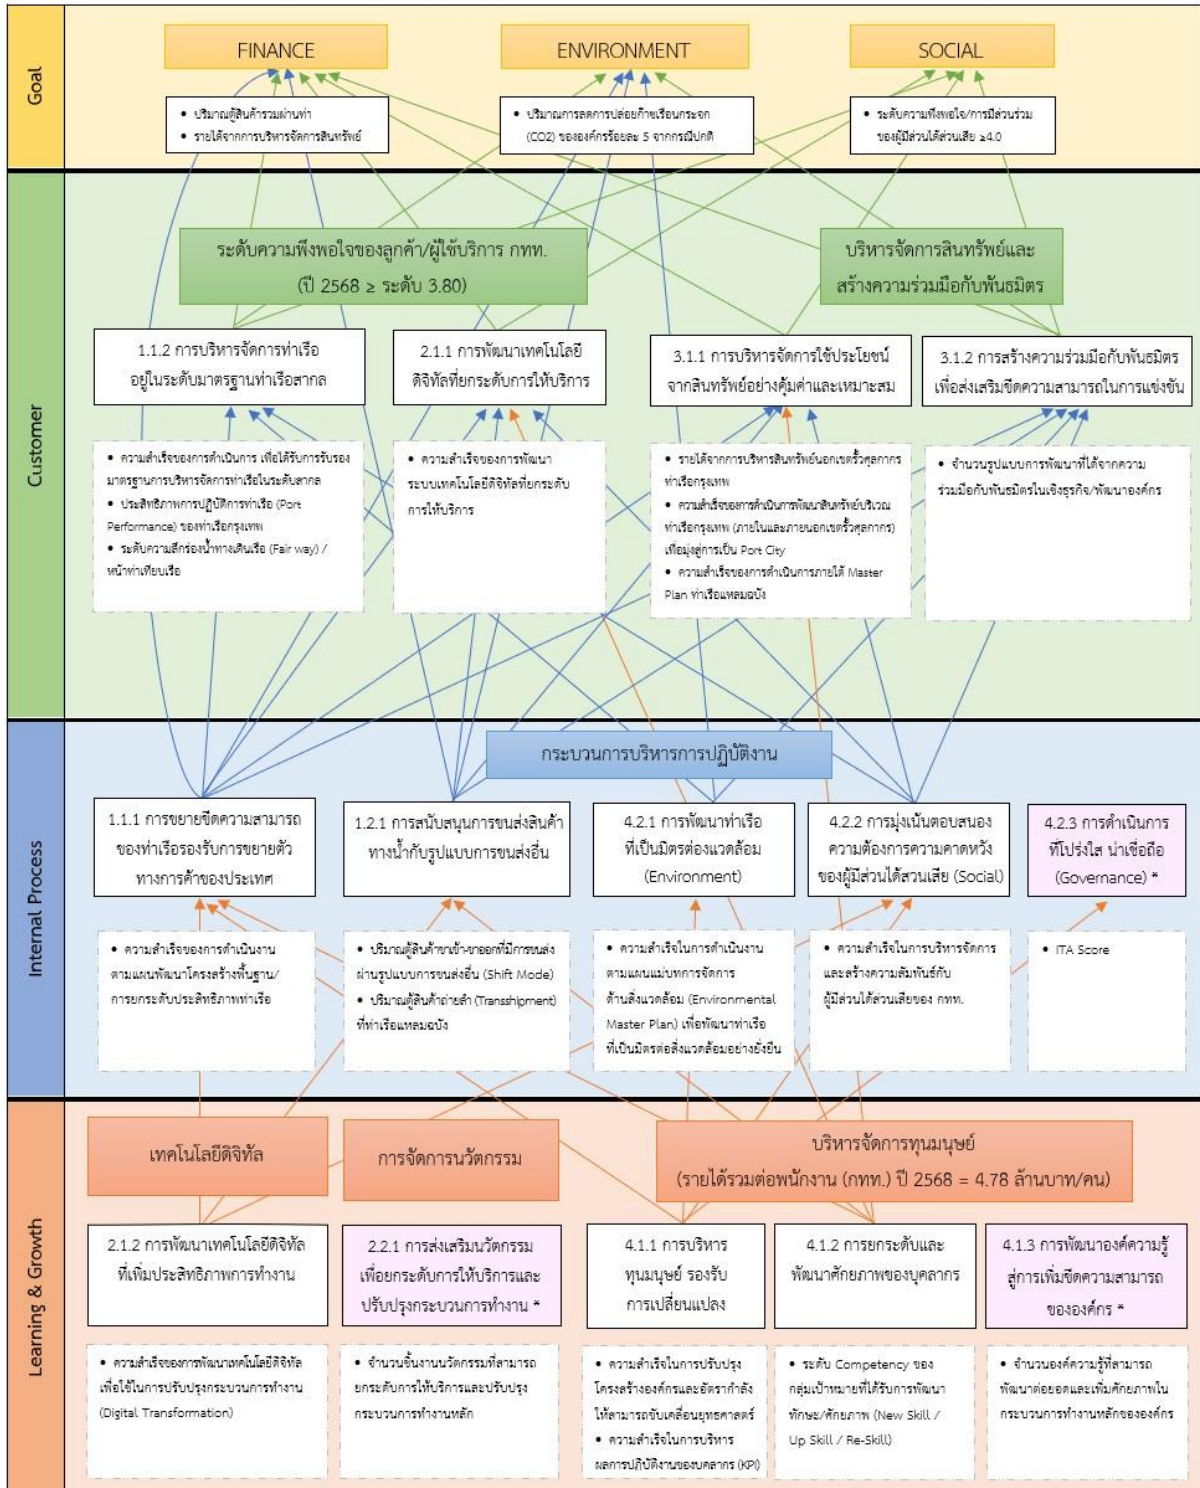 Goal
FINANCE
ENVIRONMENT
SOCIAL
• ปริมาณตู้สินค้ารวมผ่านท่า
• รายได้จากการบริหารจัดการสินทรัพย์
• ปริมาณการลดการปล่อยก๊าซเรือนกระจก
(CO2) ขององค์กรร้อยละ 5 จากกรณีปกติ
• ระดับความพึงพอใจ/การมีส่วนร่วม
ของผู้มีส่วนได้ส่วนเสีย ≥4.0
Customer
ระดับความพึงพอใจของลูกค้า/ผู้ใช้บริการ กทท.
(ปี 2568 ≥ ระดับ 3.80)
บริหารจัดการสินทรัพย์และ
สร้างความร่วมมือกับพันธมิตร
1.1.2 การบริหารจัดการท่าเรือ
อยู่ในระดับมาตรฐานท่าเรือสากล
2.1.1 การพัฒนาเทคโนโลยี
ดิจิทัลที่ยกระดับการให้บริการ
3.1.1 การบริหารจัดการใช้ประโยชน์
จากสินทรัพย์อย่างคุ้มค่าและเหมาะสม
3.1.2 การสร้างความร่วมมือกับพันธมิตร
เพื่อส่งเสริมขีดความสามารถในการแข่งขัน
• ความสำเร็จของการดำเนินการ เพื่อได้รับการรับรอง
มาตรฐานการบริหารจัดการท่าเรือในระดับสากล
• ประสิทธิภาพการปฏิบัติการท่าเรือ (Port
Performance) ของท่าเรือกรุงเทพ
• ระดับความลึกร่องน้ำทางเดินเรือ (Fair way) /
หน้าท่าเทียบเรือ
• ความสำเร็จของการพัฒนา
ระบบเทคโนโลยีดิจิทัลที่ยกระดับ
การให้บริการ
• รายได้จากการบริหารสินทรัพย์นอกเขตรั้วศุลกากร
ท่าเรือกรุงเทพ
• ความสำเร็จของการดำเนินการพัฒนาสินทรัพย์บริเวณ
ท่าเรือกรุงเทพ (ภายในและภายนอกเขตรั้วศุลกากร)
เพื่อมุ่งสู่การเป็น Port City
• ความสำเร็จของการดำเนินการภายใต้ Master
Plan ท่าเรือแหลมฉบัง
• จำนวนรูปแบบการพัฒนาที่ได้จากความ
ร่วมมือกับพันธมิตรในเชิงธุรกิจ/พัฒนาองค์กร
Internal Process
กระบวนการบริหารการปฏิบัติงาน
1.1.1 การขยายขีดความสามารถ
ของท่าเรือรองรับการขยายตัว
ทางการค้าของประเทศ
1.2.1 การสนับสนุนการขนส่งสินค้า
ทางน้ำกับรูปแบบการขนส่งอื่น
4.2.1 การพัฒนาท่าเรือ
ที่เป็นมิตรต่องแวดล้อม
(Environment)
4.2.2 การมุ่งเน้นตอบสนอง
ความต้องการความคาดหวัง
ของผู้มีส่วนได้สวนเสีย (Social)
4.2.3 การดำเนินการ
ที่โปร่งใส น่าเชื่อถือ
(Governance) *
• ความสำเร็จของการดำเนินงาน
ตามแผนพัฒนาโครงสร้างพื้นฐาน/
การยกระดับประสิทธิภาพท่าเรือ
• ปริมาณตู้สินค้าขาเข้า-ขาออกที่มีการขนส่ง
ผ่านรูปแบบการขนส่งอื่น (Shift Mode)
• ปริมาณตู้สินค้าถ่ายลำ (Transshipment)
ที่ท่าเรือแหลมฉบัง
• ความสำเร็จในการดำเนินงาน
ตามแผนแม่บทการจัดการ
ด้านสิ่งแวดล้อม (Environmental
Master Plan) เพื่อพัฒนาท่าเรือ
ที่เป็นมิตรต่อสิ่งแวดล้อมอย่างยั่งยืน
• ความสำเร็จในการบริหารจัดการ
และสร้างความสัมพันธ์กับ
ผู้มีส่วนได้ส่วนเสียของ กทท.
• ITA Score
Learning & Growth
เทคโนโลยีดิจิทัล
การจัดการนวัตกรรม
บริหารจัดการทุนมนุษย์
(รายได้รวมต่อพนักงาน (กทท.) ปี 2568 = 4.78 ล้านบาท/คน)
2.1.2 การพัฒนาเทคโนโลยีดิจิทัล
ที่เพิ่มประสิทธิภาพการทำงาน
2.2.1 การส่งเสริมนวัตกรรม
เพื่อยกระดับการให้บริการและ
ปรับปรุงกระบวนการทำงาน *
4.1.1 การบริหาร
ทุนมนุษย์ รองรับ
การเปลี่ยนแปลง
4.1.2 การยกระดับและ
พัฒนาศักยภาพของบุคลากร
4.1.3 การพัฒนาองค์ความรู้
สู่การเพิ่มขีดความสามารถ
ขององค์กร *
• ความสำเร็จของการพัฒนาเทคโนโลยีดิจิทัล
เพื่อใช้ในการปรับปรุงกระบวนการทำงาน
(Digital Transformation)
• จำนวนชิ้นงานนวัตกรรมที่สามารถ
ยกระดับการให้บริการและปรับปรุง
กระบวนการทำงานหลัก
• ความสำเร็จในการปรับปรุง
โครงสร้างองค์กรและอัตรากำลัง
ให้สามารถขับเคลื่อนยุทธศาสตร์
• ความสำเร็จในการบริหาร
ผลการปฏิบัติงานของบุคลากร (KPI)
• ระดับ Competency ของ
กลุ่มเป้าหมายที่ได้รับการพัฒนา
ทักษะ/ศักยภาพ (New Skill /
Up Skill / Re-Skill)
• จำนวนองค์ความรู้ที่สามารถ
พัฒนาต่อยอดและเพิ่มศักยภาพใน
กระบวนการทำงานหลักขององค์กร